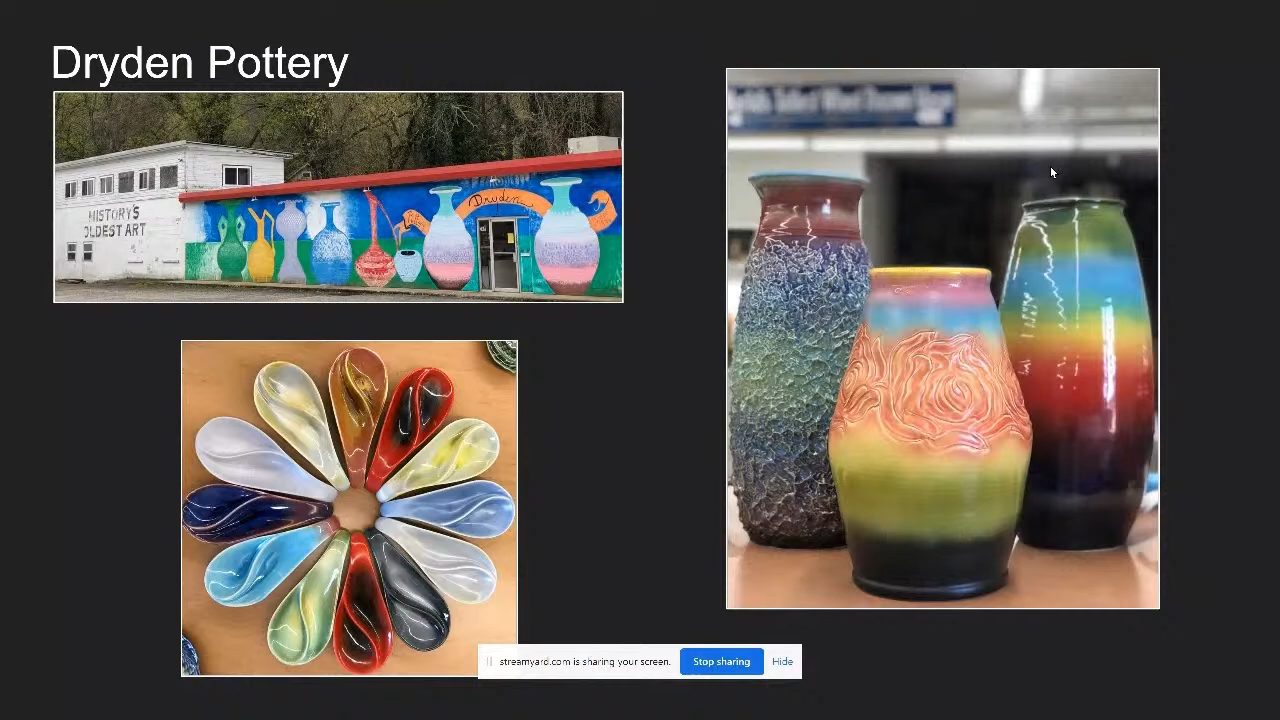 Dryden Pottery
HISTORY'S
OLDEST ART
Dryden
streamyard.com is sharing your screen.
Stop sharing
Hide